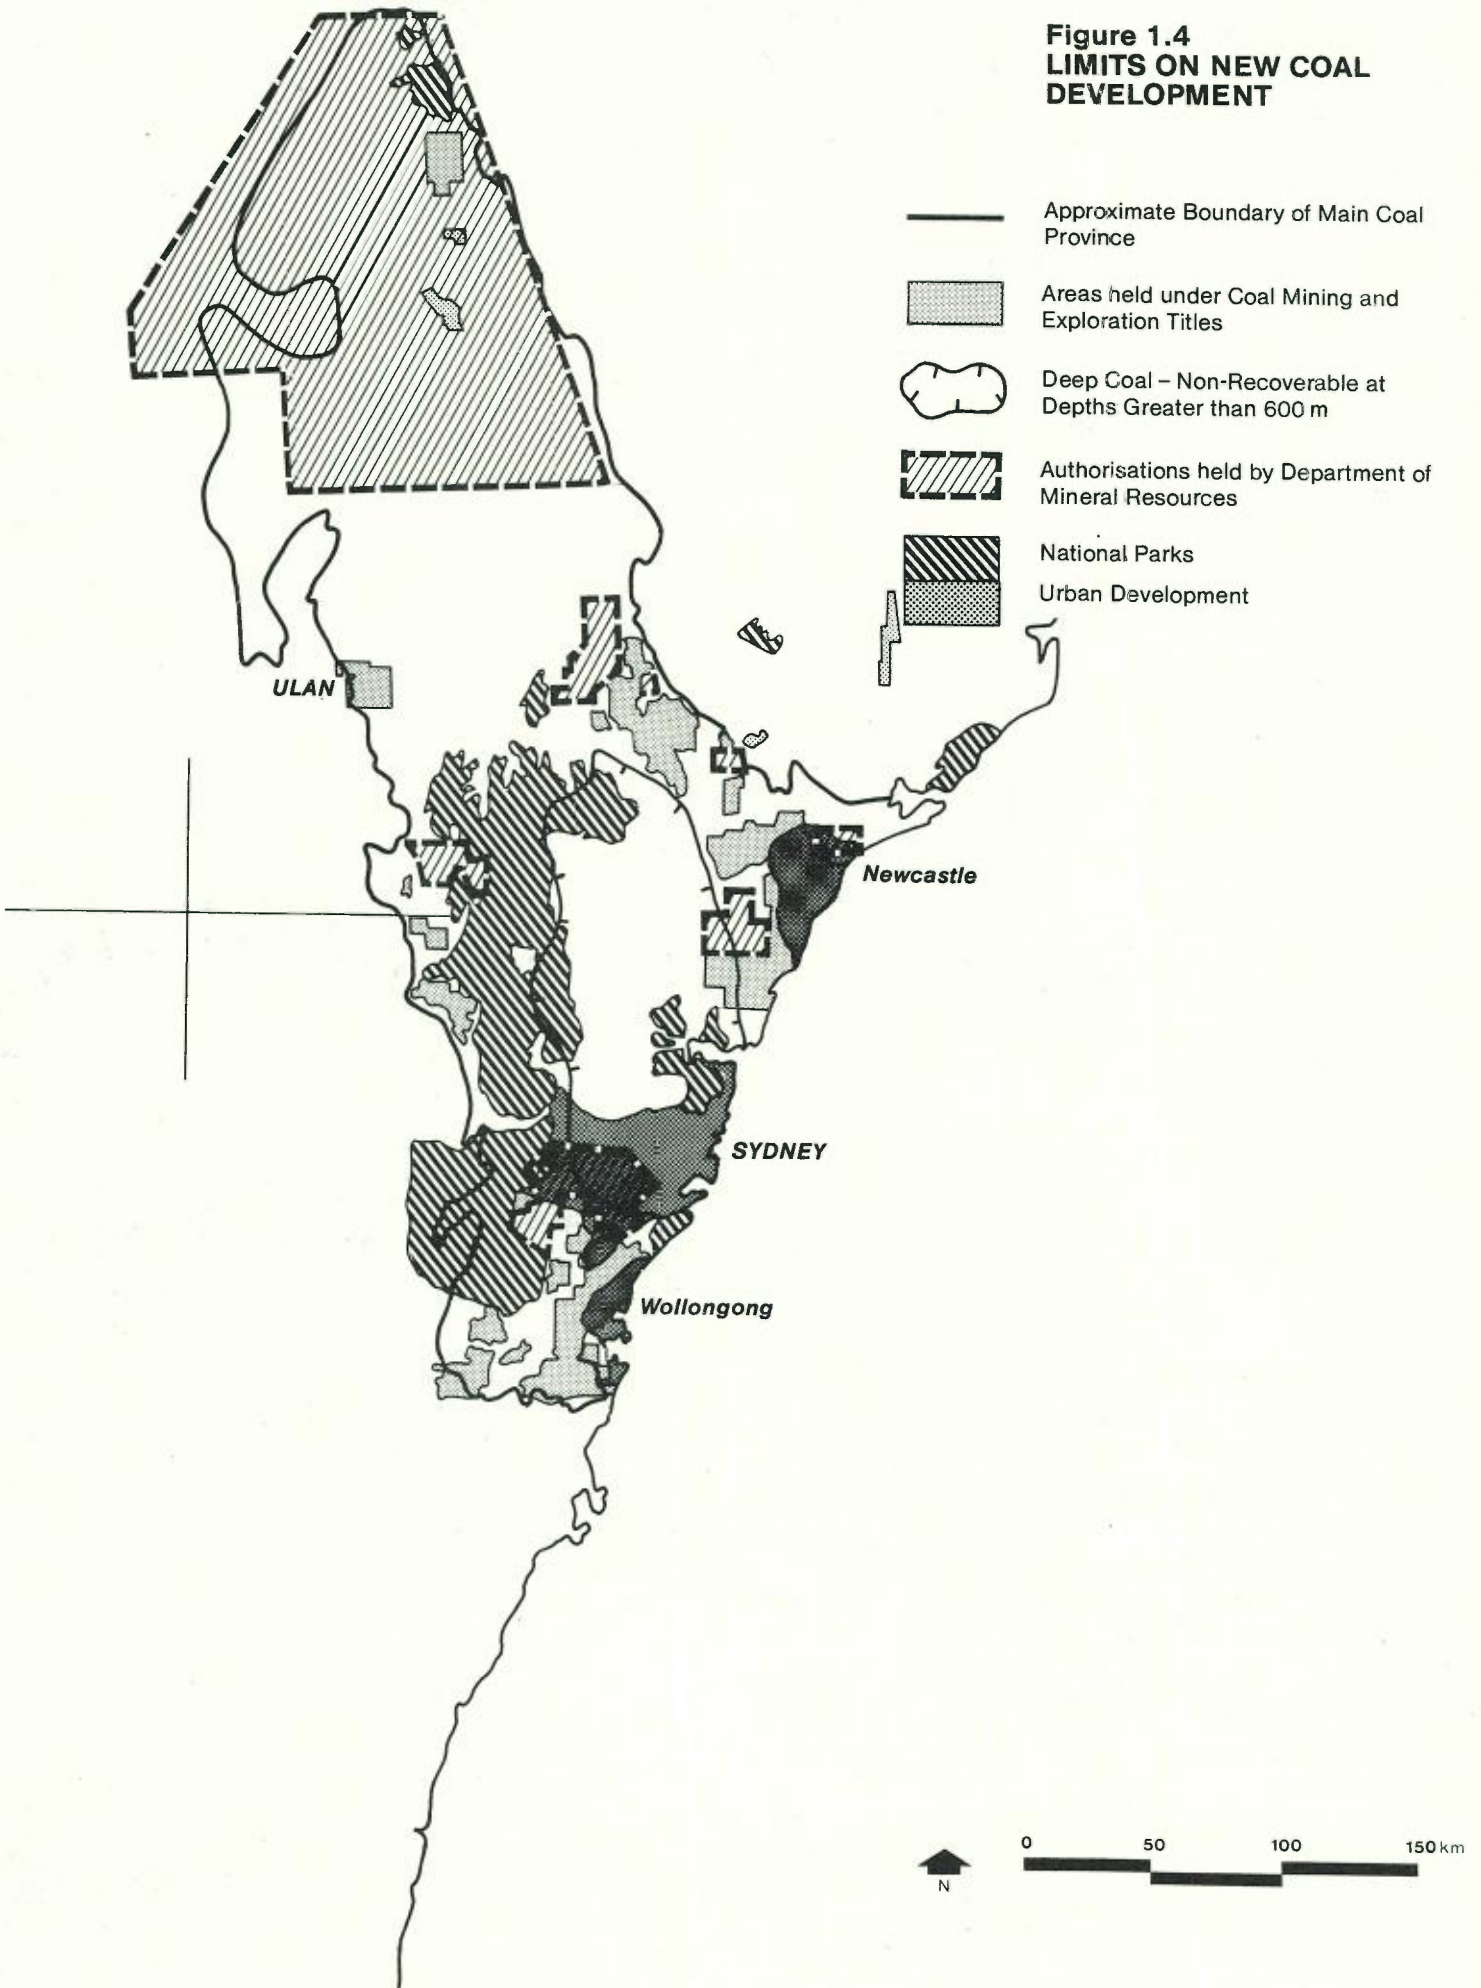 Figure 1.4
LIMITS ON NEW COAL
DEVELOPMENT
Approximate Boundary of Main Coal
Province
Areas held under Coal Mining and
Exploration Titles
Deep Coal – Non-Recoverable at
Depths Greater than 600 m
Authorisations held by Department of
Mineral Resources
National Parks
Urban Development
ULAN
Newcastle
SYDNEY
Wollongong
0 50 100 150 km
N